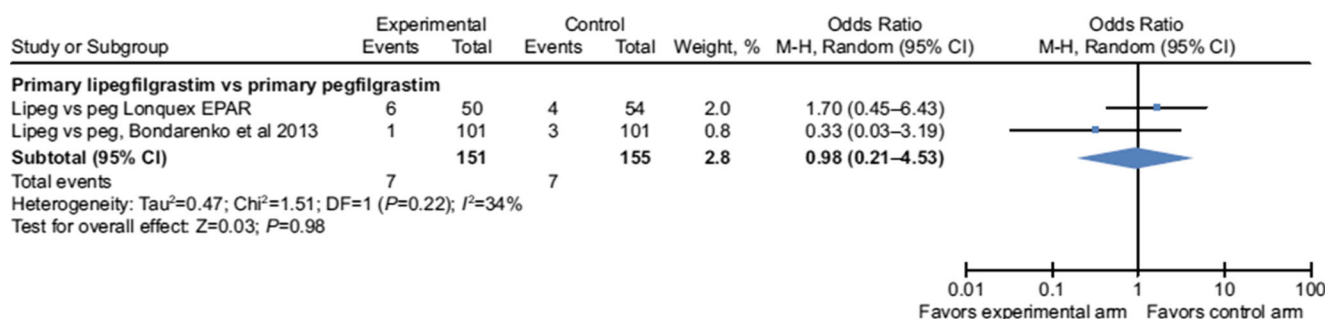 Experimental Control Odds Ratio Odds Ratio
Study or Subgroup Events Total Events Total Weight, % M-H, Random (95% CI) M-H, Random (95% CI)
Primary lipegfilgrastim vs primary pegfilgrastim
Lipeg vs peg Lonquex EPAR 6 50 4 54 2.0 1.70 (0.45–6.43)
Lipeg vs peg, Bondarenko et al 2013 1 101 3 101 0.8 0.33 (0.03–3.19)
Subtotal (95% CI) 151 155 2.8 0.98 (0.21–4.53)
Total events 7 7
Heterogeneity: Tau²=0.47; Chi²=1.51; DF=1 (P=0.22); I²=34%
Test for overall effect: Z=0.03; P=0.98
0.01 0.1 1 10 100
Favors experimental arm Favors control arm